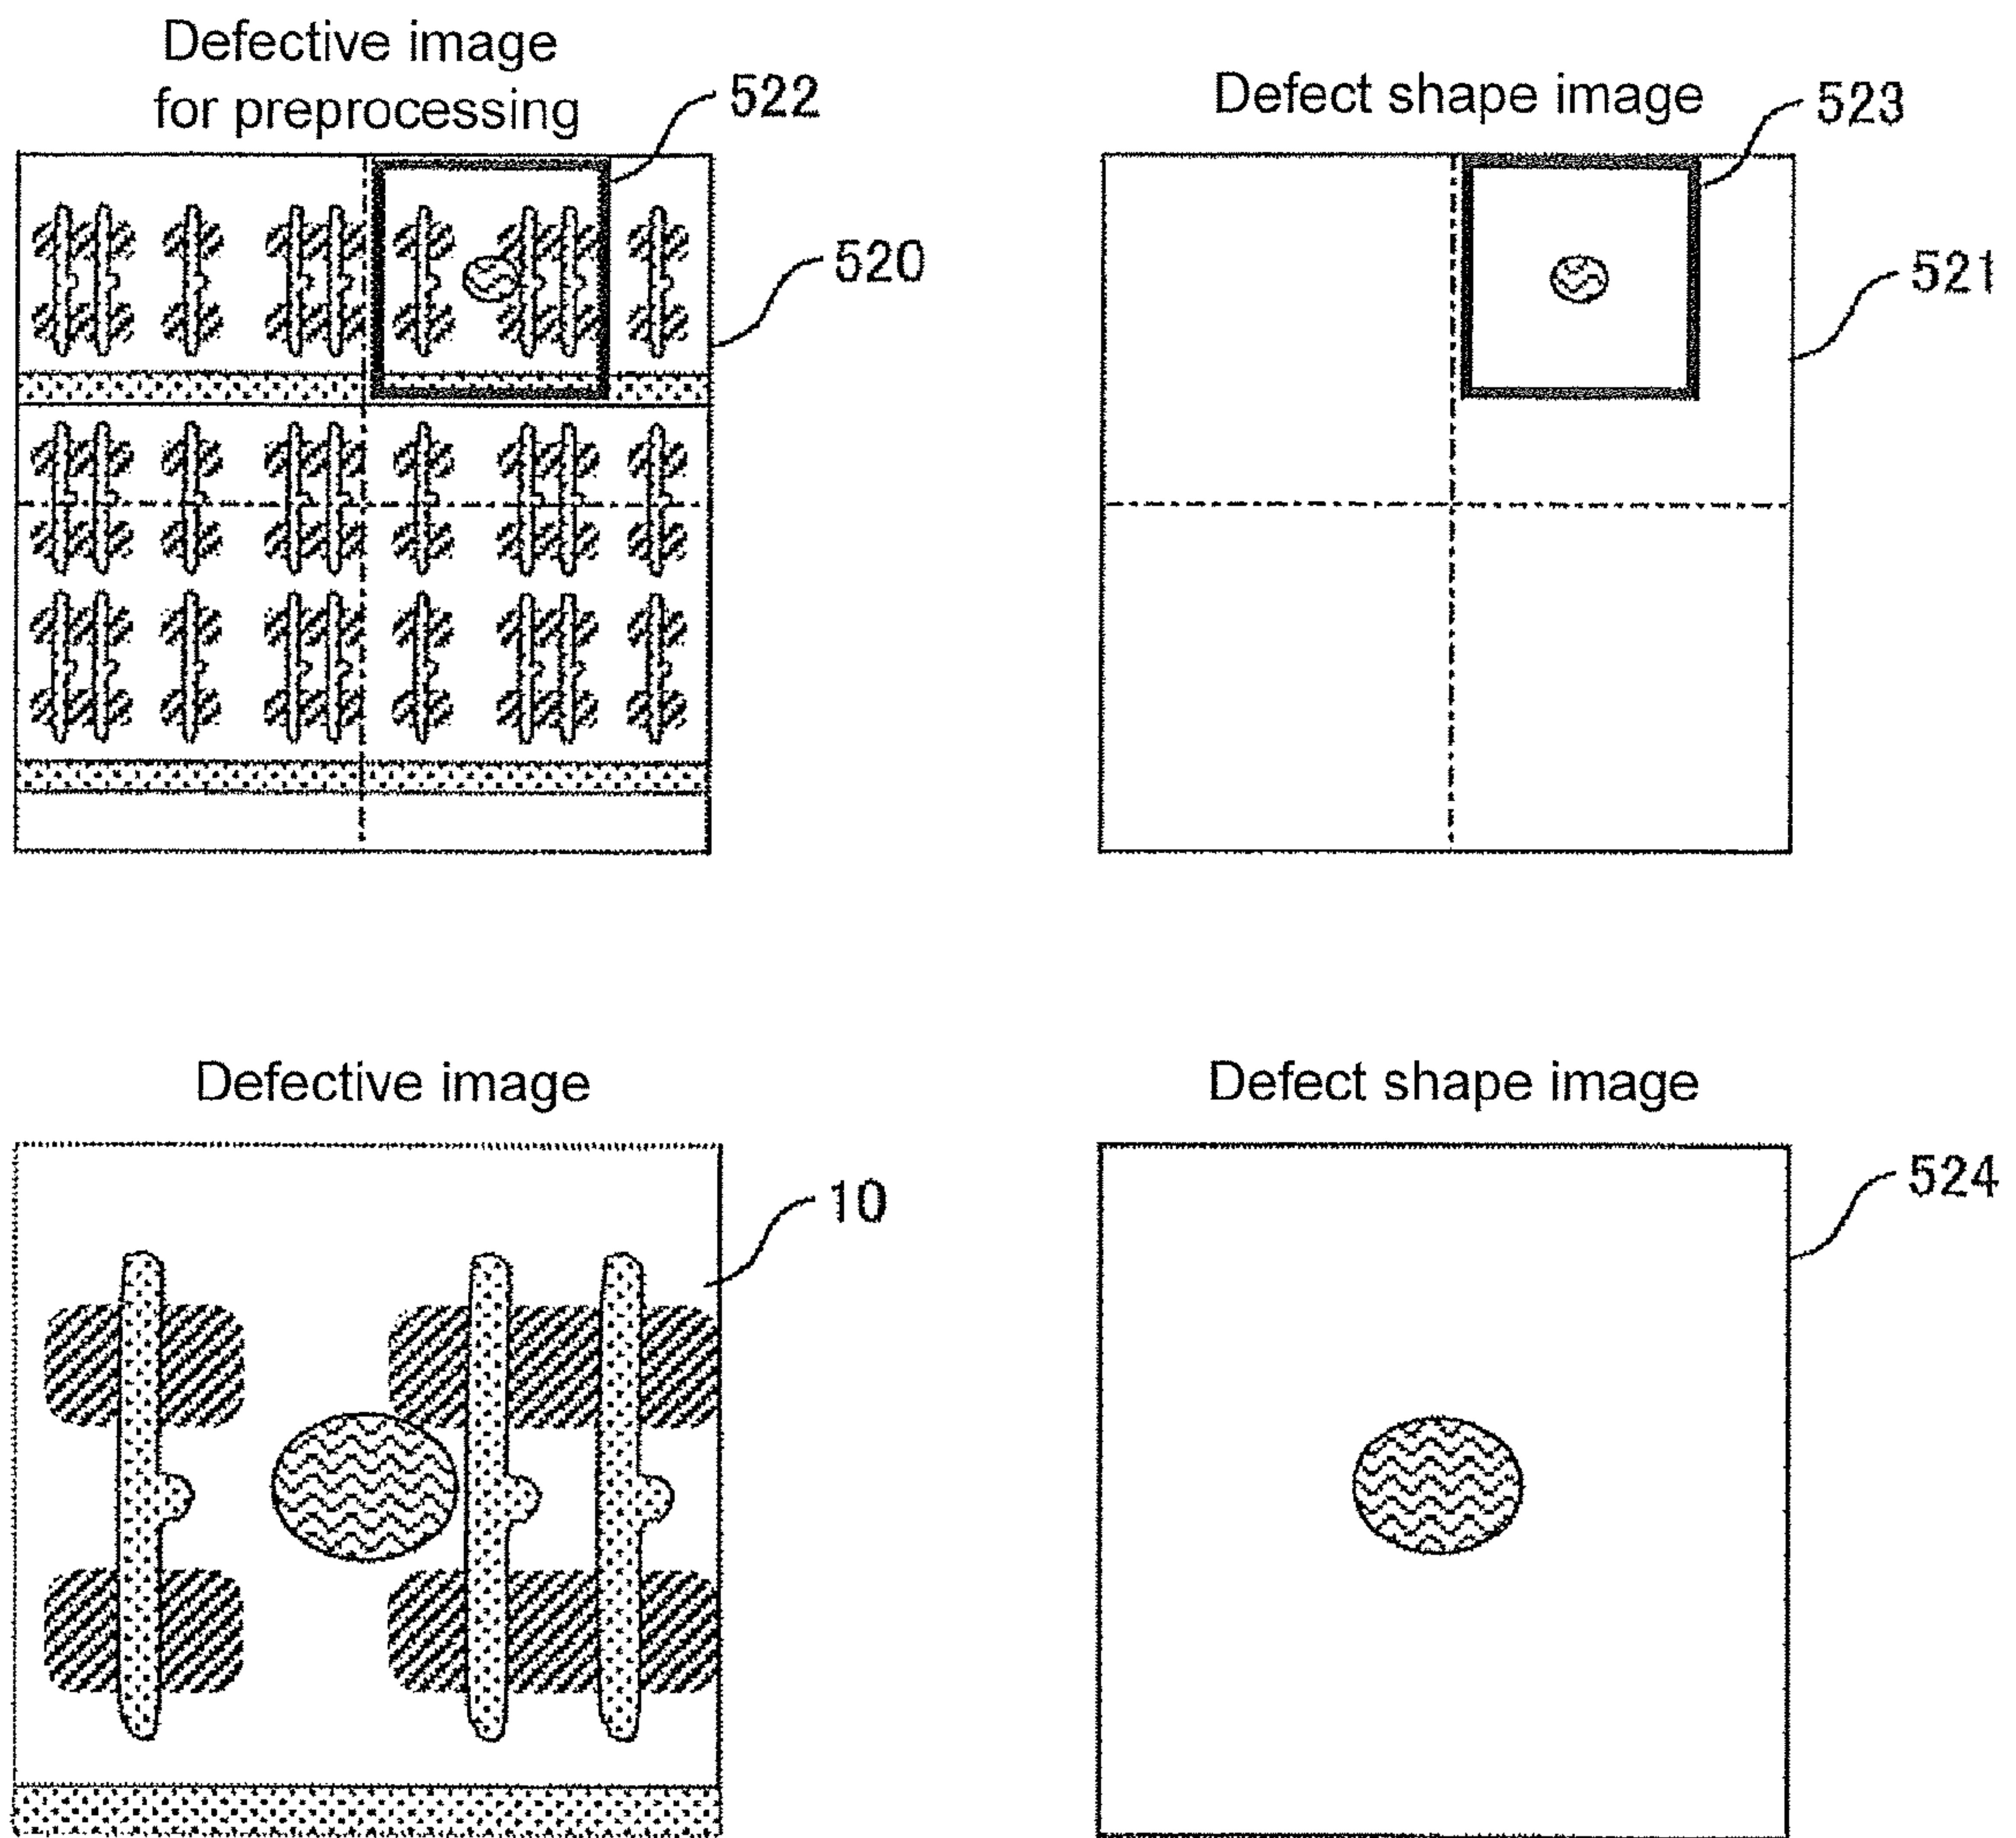 Defective image
for preprocessing
522
520
Defect shape image
523
521
Defective image
10
Defect shape image
524